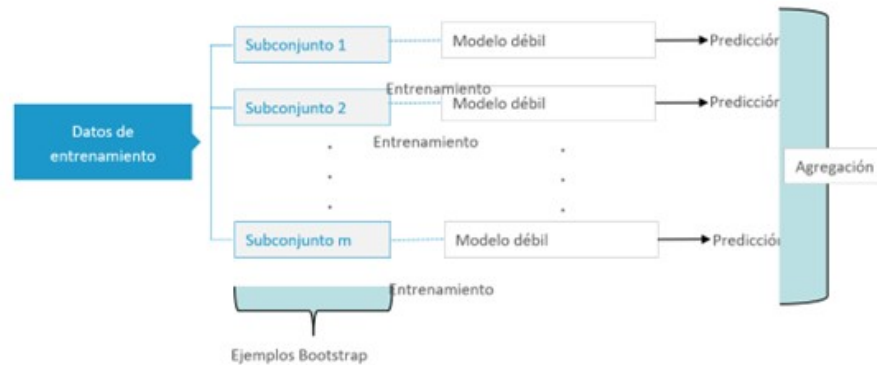 Subconjunto 1
Modelo débil
Predicción
Entrenamiento
Subconjunto 2
Modelo débil
Predicción
Datos de
entrenamiento
Entrenamiento
Agregación
Subconjunto m
Modelo débil
Predicción
Entrenamiento
Ejemplos Bootstrap